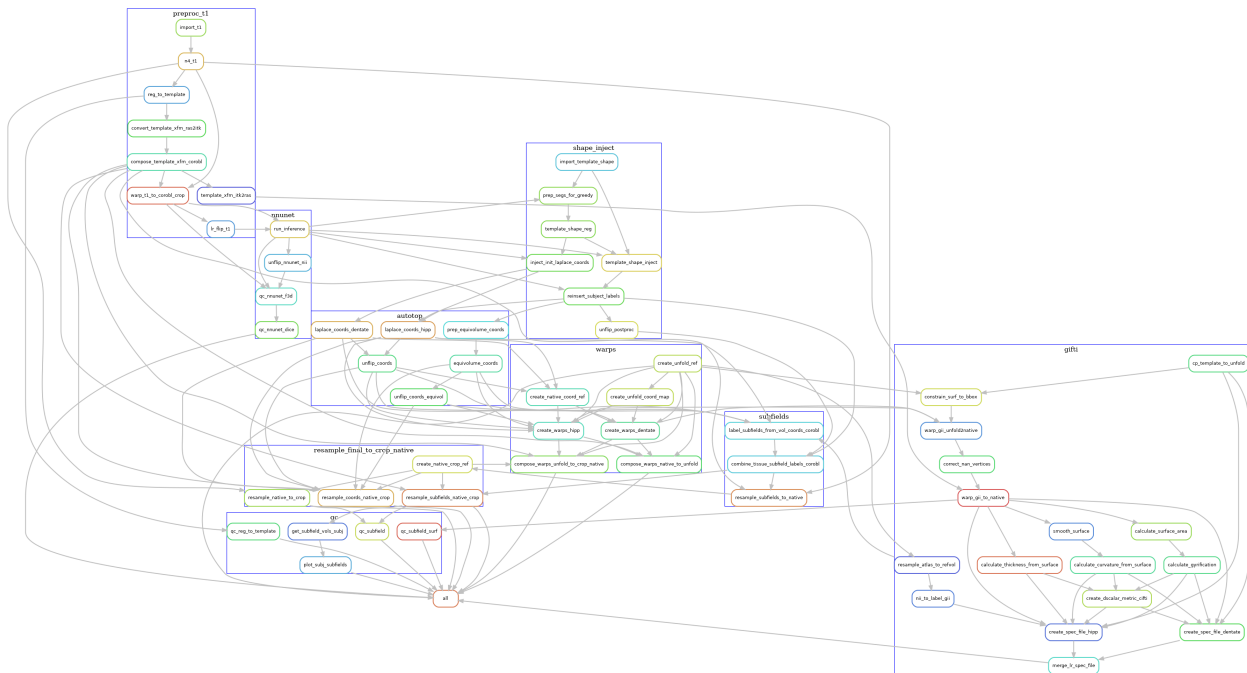 preproc_t1
import_t1
n4_t1
reg_to_template
convert_template_xfm_ras2itk
compose_template_xfm_corobl
warp_t1_to_corobl_crop
template_xfm_itk2ras
lr_flip_t1
nnunet
run_inference
unflip_nnunet_nii
qc_nnunet_f3d
qc_nnunet_dice
shape_inject
import_template_shape
prep_segs_for_greedy
template_shape_reg
inject_init_laplace_coords
template_shape_inject
reinsert_subject_labels
unflip_postproc
autotop
laplace_coords_dentate
laplace_coords_hipp
prep_equivolume_coords
unflip_coords
equivolume_coords
unflip_coords_equivol
warps
create_unfold_ref
create_native_coord_ref
create_unfold_coord_map
create_warps_hipp
create_warps_dentate
compose_warps_unfold_to_crop_native
compose_warps_native_to_unfold
subfields
label_subfields_from_vol_coords_corobl
combine_tissue_subfield_labels_corobl
resample_subfields_to_native
resample_final_to_crop_native
create_native_crop_ref
resample_native_to_crop
resample_coords_native_crop
resample_subfields_native_crop
qc
qc_reg_to_template
get_subfield_vols_subj
qc_subfield
qc_subfield_surf
plot_subj_subfields
all
gifti
cp_template_to_unfold
constrain_surf_to_bbox
warp_gii_unfold2native
correct_nan_vertices
warp_gii_to_native
smooth_surface
calculate_surface_area
resample_atlas_to_refvol
calculate_thickness_from_surface
calculate_curvature_from_surface
calculate_gyrification
nii_to_label_gii
create_dscalar_metric_cifti
create_spec_file_hipp
create_spec_file_dentate
merge_lr_spec_file